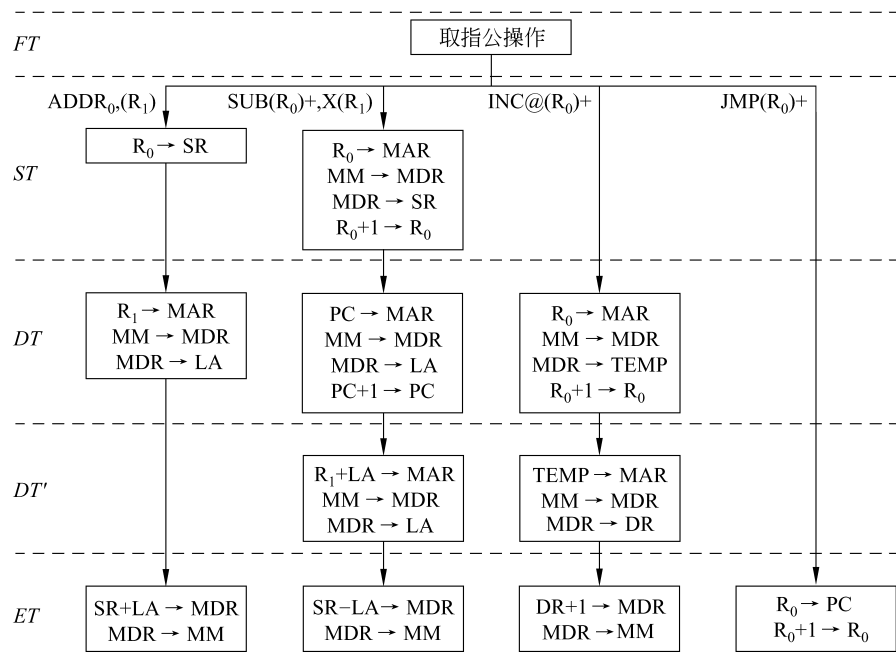 FT
取指公操作
ADDR₀,(R₁)
SUB(R₀)+,X(R₁)
INC@(R₀)+
JMP(R₀)+
ST
R₀ → SR
R₀ → MAR
MM → MDR
MDR → SR
R₀+1 → R₀
DT
R₁ → MAR
MM → MDR
MDR → LA
PC → MAR
MM → MDR
MDR → LA
PC+1 → PC
R₀ → MAR
MM → MDR
MDR → TEMP
R₀+1 → R₀
DT′
R₁+LA → MAR
MM → MDR
MDR → LA
TEMP → MAR
MM → MDR
MDR → DR
ET
SR+LA → MDR
MDR → MM
SR−LA → MDR
MDR → MM
DR+1 → MDR
MDR → MM
R₀ → PC
R₀+1 → R₀